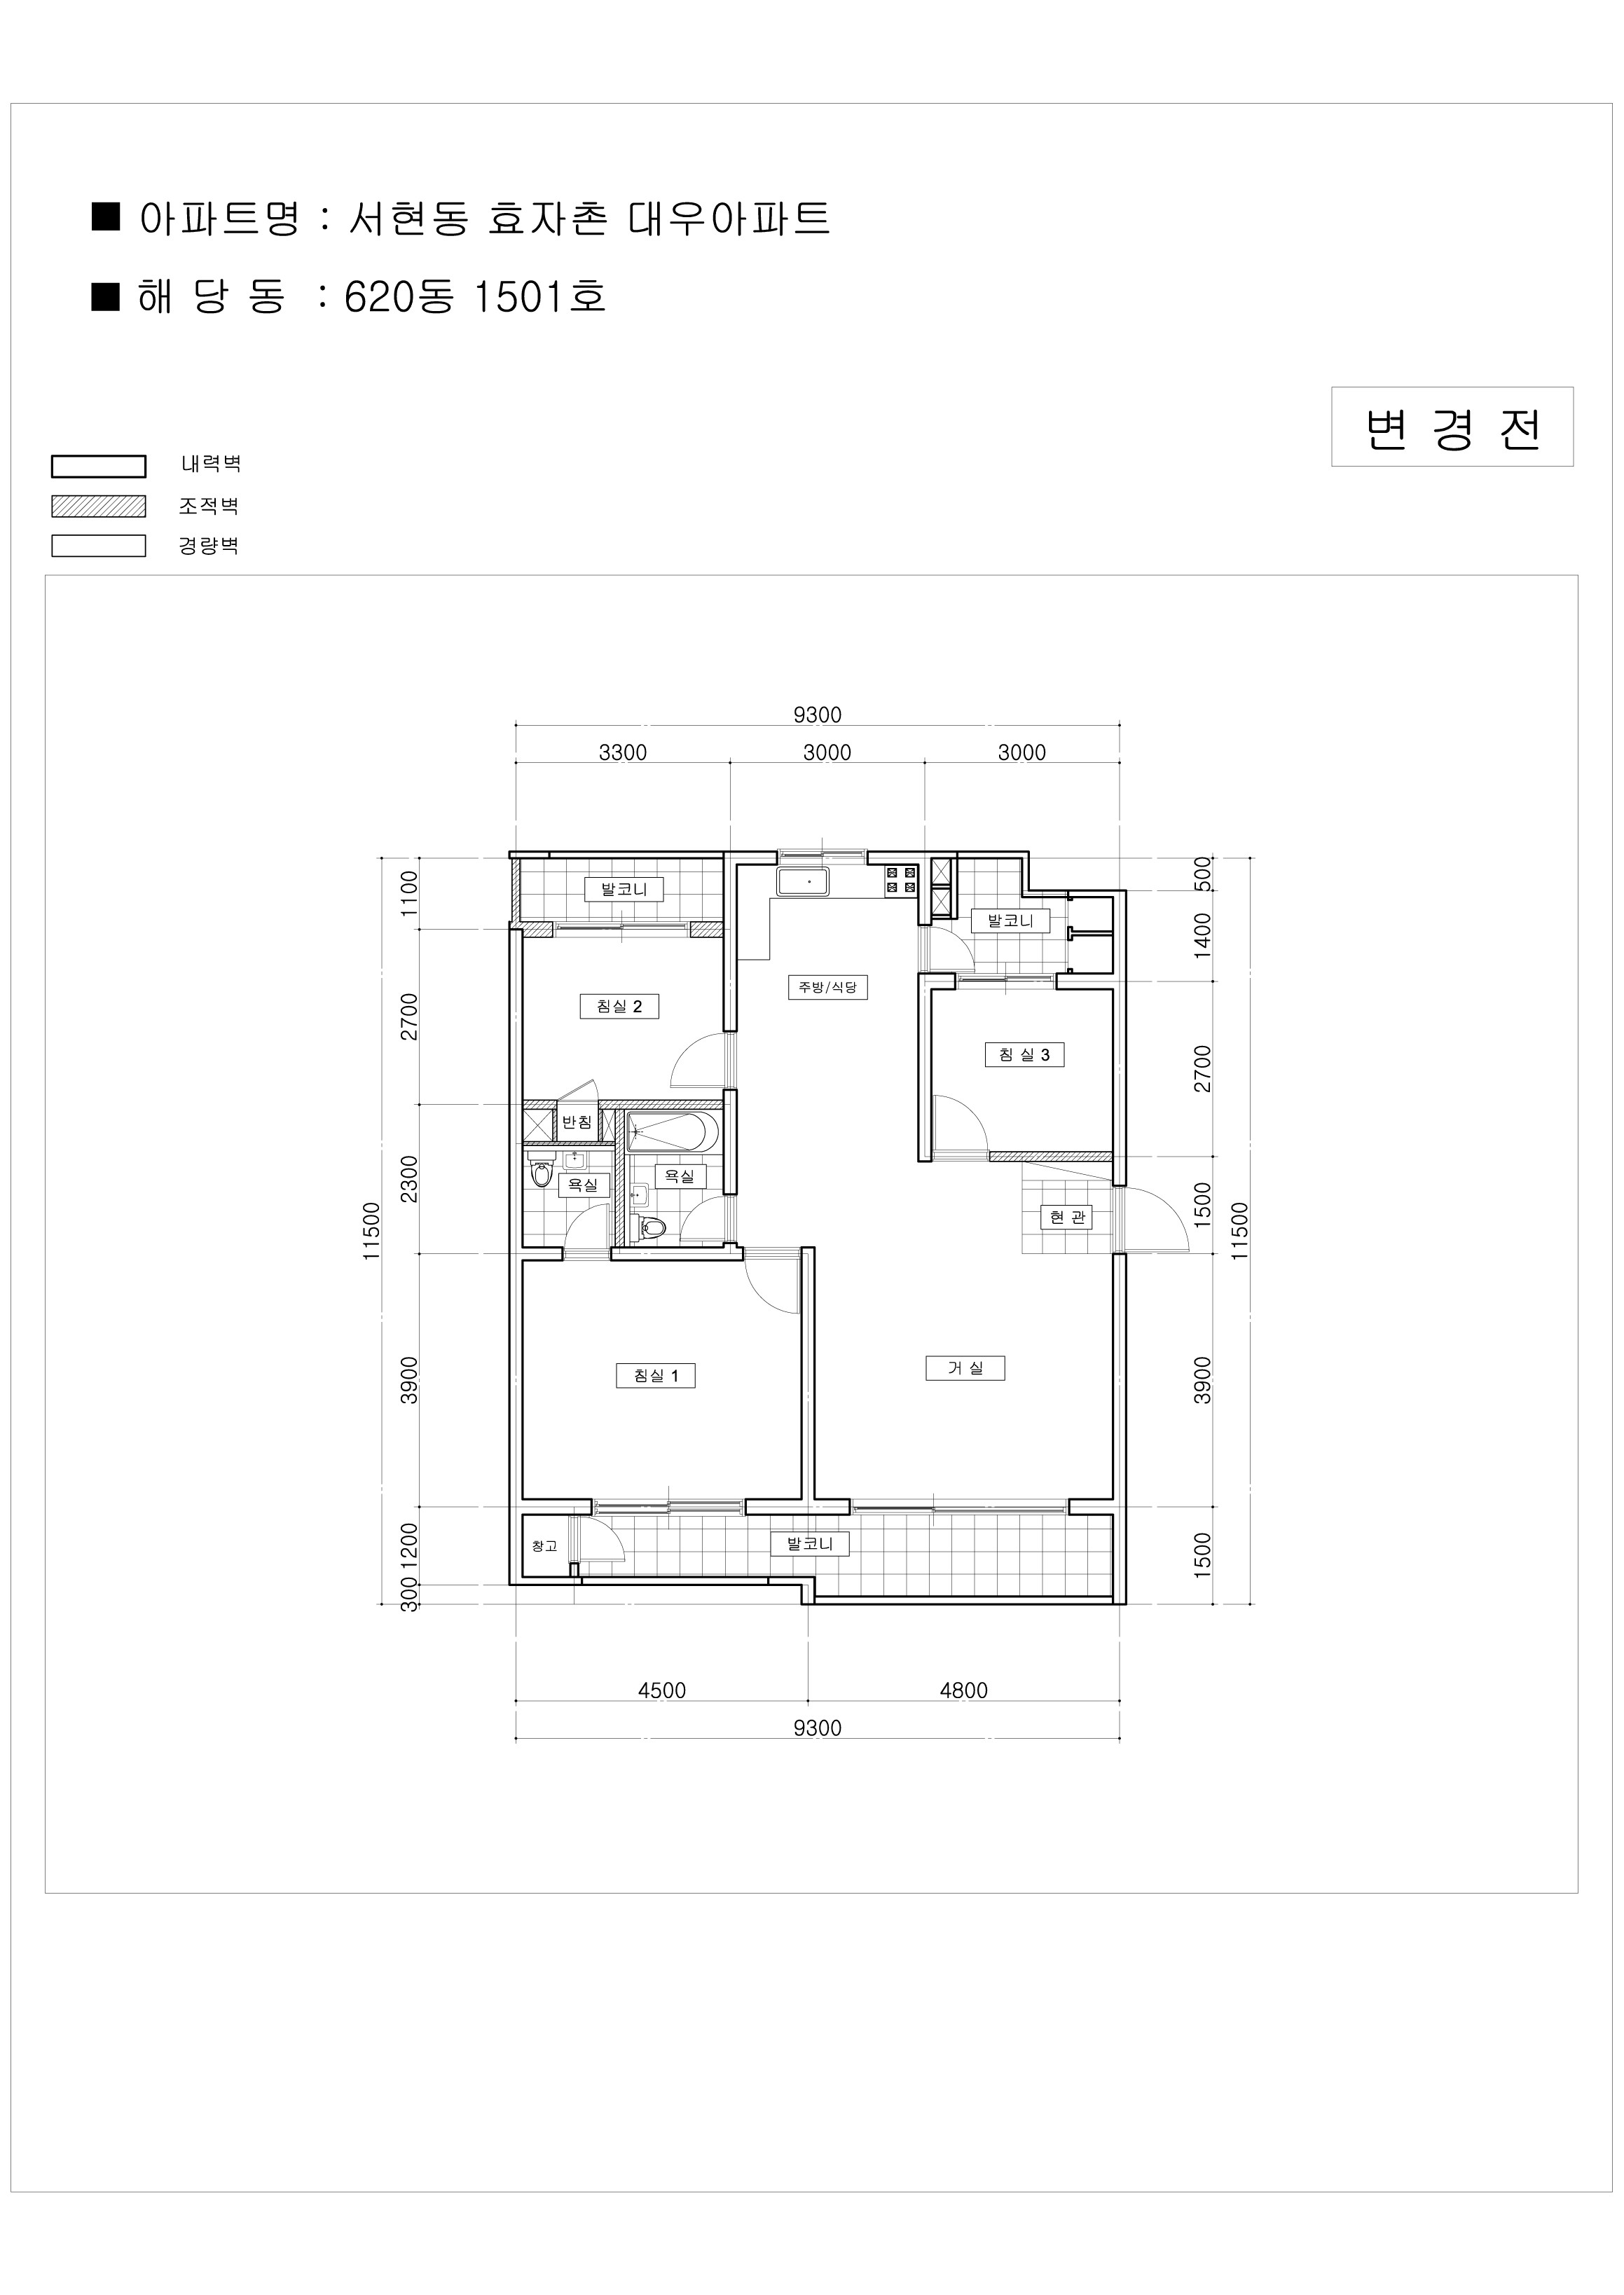 ■ 아파트명 : 서현동 효자촌 대우아파트
■ 해 당 동 : 620동 1501호
변 경 전
내력벽
조적벽
경량벽
9300
3300 3000 3000
1100
2700
2300
3900
1200
300
11500
500
1400
2700
1500
3900
1500
11500
발코니
발코니
주방/식당
침실 2
침 실 3
반침
욕실
욕실
현 관
침실 1
거 실
창고
발코니
4500 4800
9300